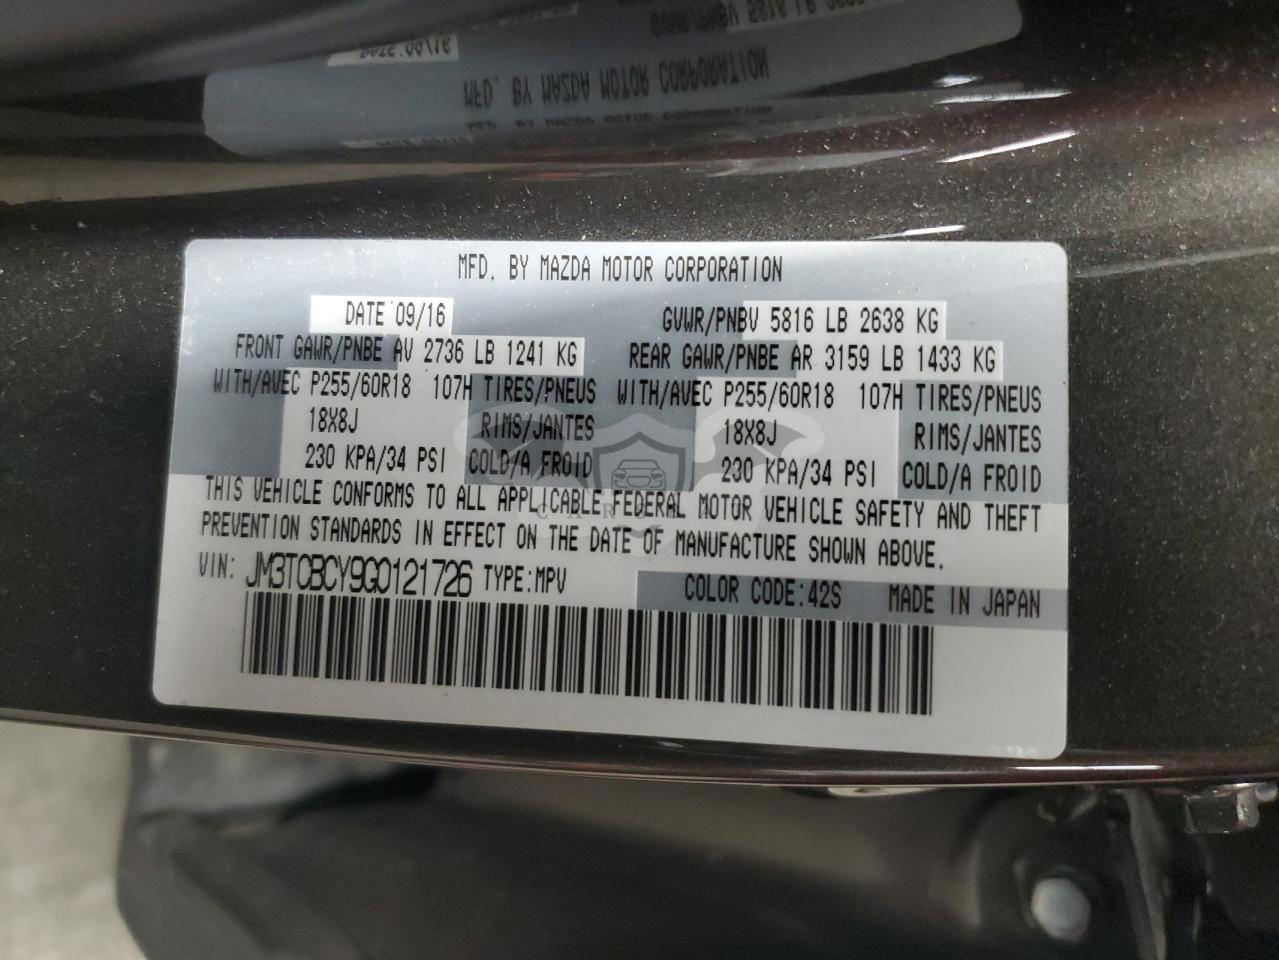 MFD. BY MAZDA MOTOR CORPORATION
MFD. BY MAZDA MOTOR CORPORATION
MFD. BY MAZDA MOTOR CORPORATION
DATE 09/16 GVWR/PNBV 5816 LB 2638 KG
FRONT GAWR/PNBE AV 2736 LB 1241 KG REAR GAWR/PNBE AR 3159 LB 1433 KG
WITH/AVEC P255/60R18 107H TIRES/PNEUS WITH/AVEC P255/60R18 107H TIRES/PNEUS
18X8J RIMS/JANTES 18X8J RIMS/JANTES
230 KPA/34 PSI COLD/A FROID 230 KPA/34 PSI COLD/A FROID
THIS VEHICLE CONFORMS TO ALL APPLICABLE FEDERAL MOTOR VEHICLE SAFETY AND THEFT
PREVENTION STANDARDS IN EFFECT ON THE DATE OF MANUFACTURE SHOWN ABOVE.
VIN: JM3TCBCY9G0121726 TYPE:MPV COLOR CODE:42S MADE IN JAPAN